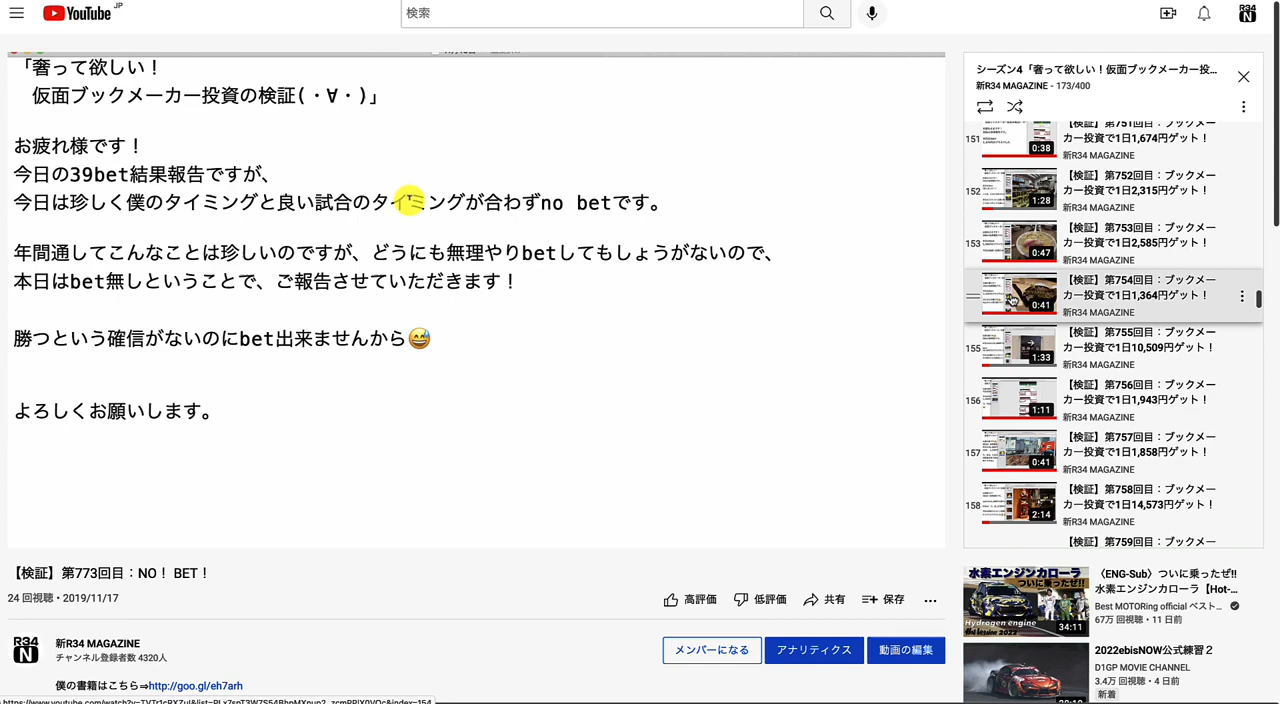 YouTube JP
検索
R34 N
「奢って欲しい！
仮面ブックメーカー投資の検証(・∀・)」
お疲れ様です！
今日の39bet結果報告ですが、
今日は珍しく僕のタイミングと良い試合のタイミングが合わずno betです。
年間通してこんなことは珍しいのですが、どうにも無理やりbetしてもしょうがないので、
本日はbet無しということで、ご報告させていただきます！
勝つという確信がないのにbet出来ませんから😅
よろしくお願いします。
【検証】第773回目：NO！ BET！
24 回視聴・2019/11/17
高評価
低評価
共有
保存
R34 N
新R34 MAGAZINE
チャンネル登録者数 4320人
メンバーになる
アナリティクス
動画の編集
僕の書籍はこちら⇒http://goo.gl/eh7arh
シーズン4「奢って欲しい！仮面ブックメーカー投...
新R34 MAGAZINE - 173/400
151
0:38
【検証】第751回目：ブックメー
カー投資で1日1,674円ゲット！
新R34 MAGAZINE
152
1:28
【検証】第752回目：ブックメー
カー投資で1日2,315円ゲット！
新R34 MAGAZINE
153
0:47
【検証】第753回目：ブックメー
カー投資で1日2,585円ゲット！
新R34 MAGAZINE
0:41
【検証】第754回目：ブックメー
カー投資で1日1,364円ゲット！
新R34 MAGAZINE
155
1:33
【検証】第755回目：ブックメー
カー投資で1日10,509円ゲット！
新R34 MAGAZINE
156
1:11
【検証】第756回目：ブックメー
カー投資で1日1,943円ゲット！
新R34 MAGAZINE
157
0:41
【検証】第757回目：ブックメー
カー投資で1日1,858円ゲット！
新R34 MAGAZINE
158
2:14
【検証】第758回目：ブックメー
カー投資で1日14,573円ゲット！
新R34 MAGAZINE
【検証】第759回目：ブックメー
水素エンジンカローラ
ついに乗ったぜ!!
Hydrogen engine
34:11
〈ENG-Sub〉ついに乗ったぜ!!
水素エンジンカローラ【Hot-...
Best MOTORing official ベスト...
67万 回視聴・11 日前
2022ebisNOW公式練習２
D1GP MOVIE CHANNEL
3.4万 回視聴・4 日前
新着